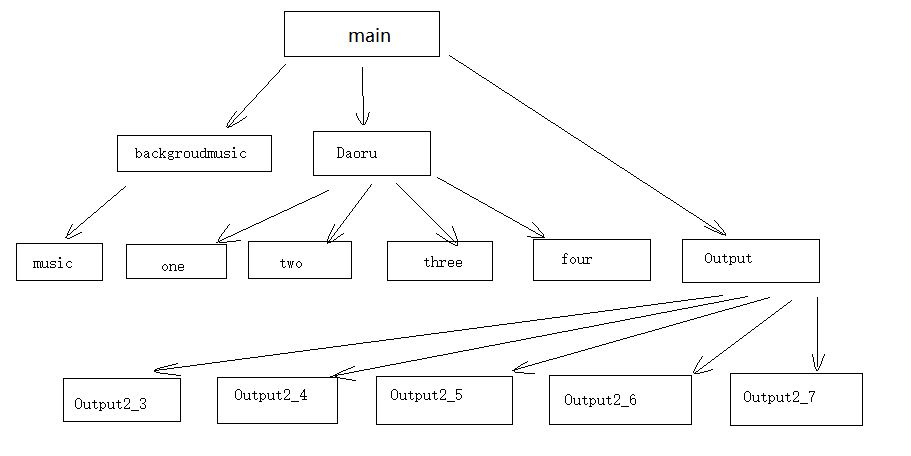 main
backgroudmusic
Daoru
music
one
two
three
four
Output
Output2_3
Output2_4
Output2_5
Output2_6
Output2_7